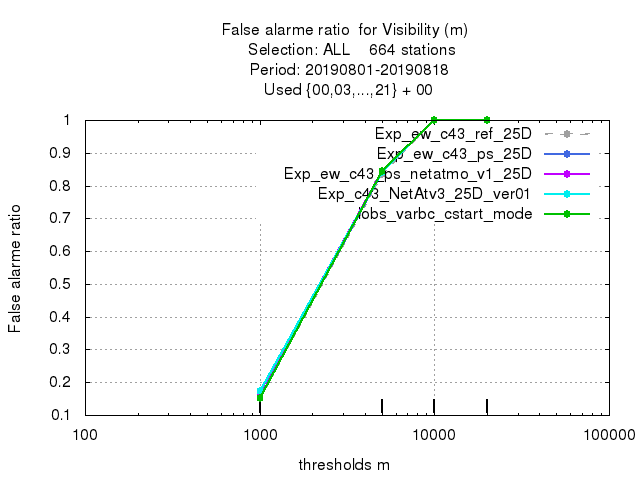 False alarme ratio  for Visibility (m)
Selection: ALL    664 stations
Period: 20190801-20190818
Used {00,03,...,21} + 00
1
0.9
0.8
0.7
0.6
0.5
0.4
0.3
0.2
0.1
False alarme ratio
Exp_ew_c43_ref_25D
Exp_ew_c43_ps_25D
Exp_ew_c43_ps_netatmo_v1_25D
Exp_c43_NetAtv3_25D_ver01
lobs_varbc_cstart_mode
100
1000
10000
100000
thresholds m